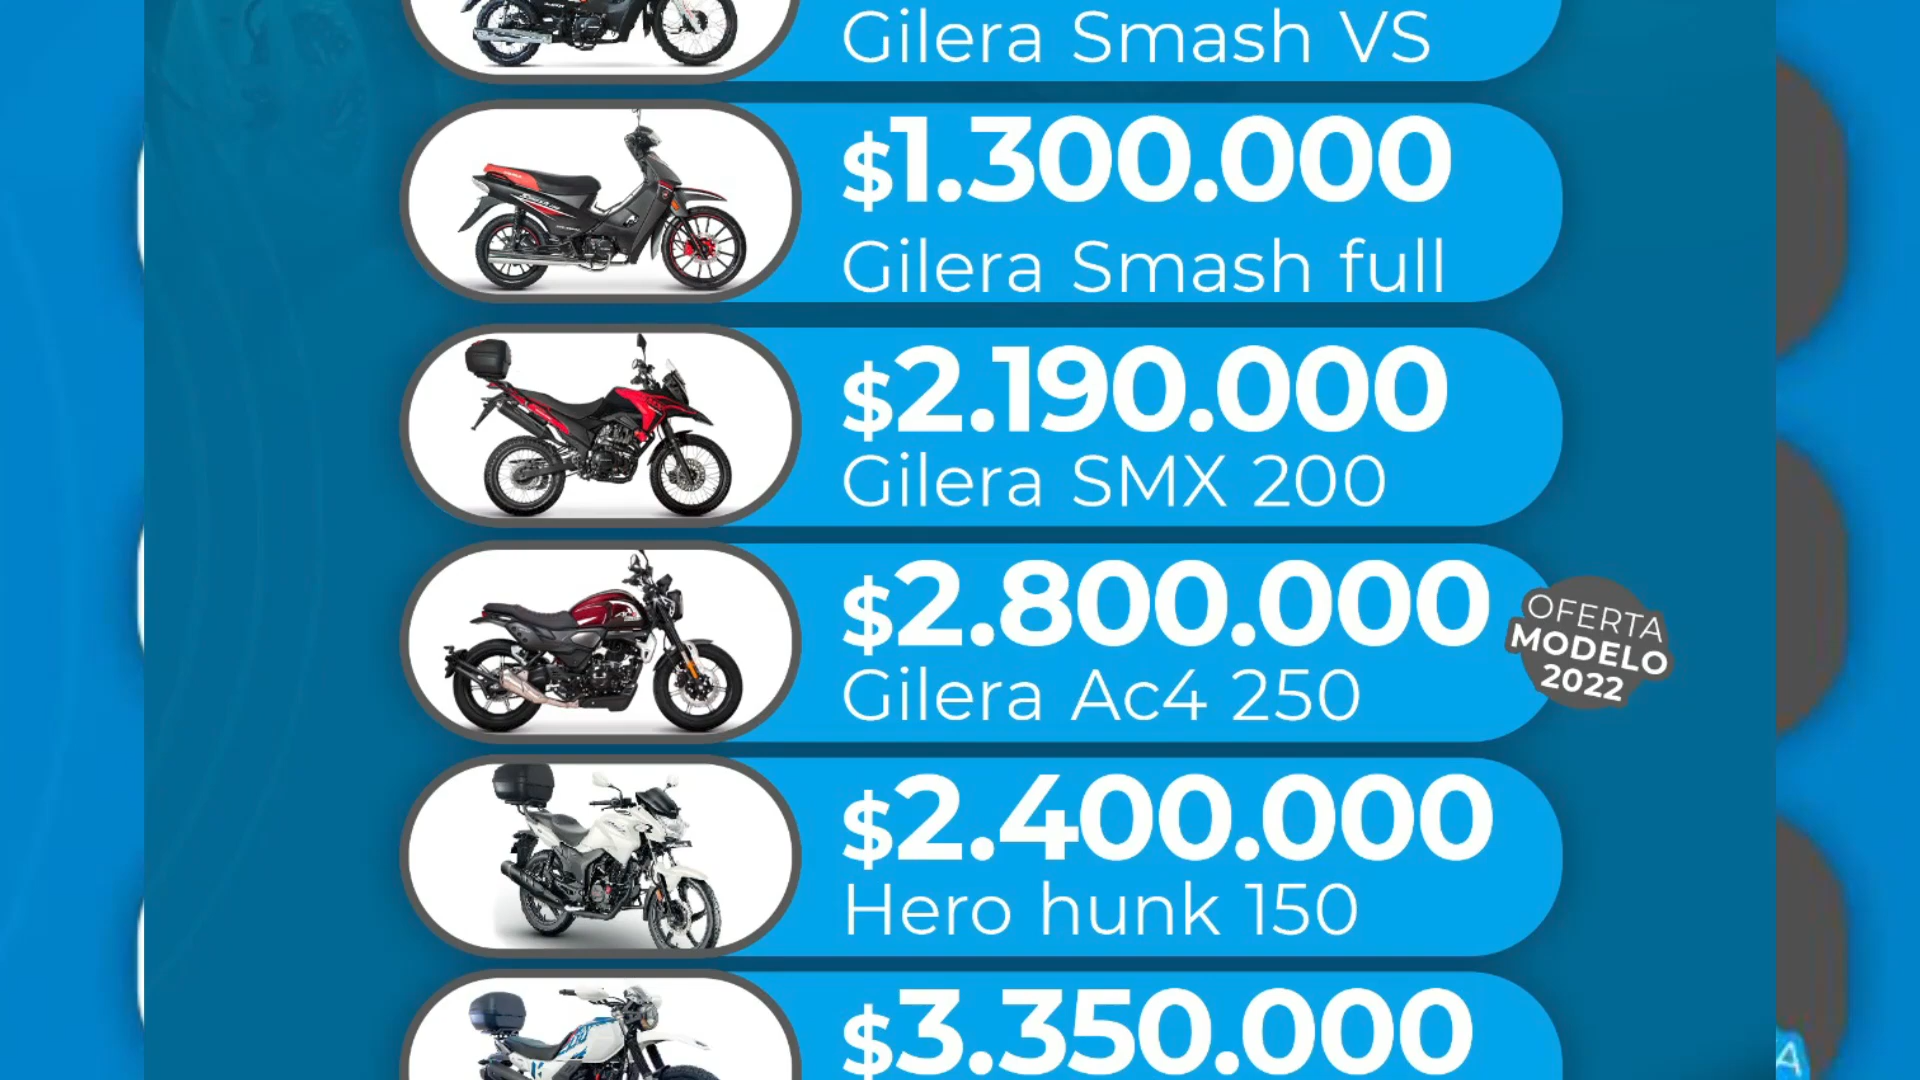 Gilera Smash VS
$1.300.000
Gilera Smash full
$2.190.000
Gilera SMX 200
$2.800.000
Gilera Ac4 250
OFERTA
MODELO
2022
$2.400.000
Hero hunk 150
$3.350.000